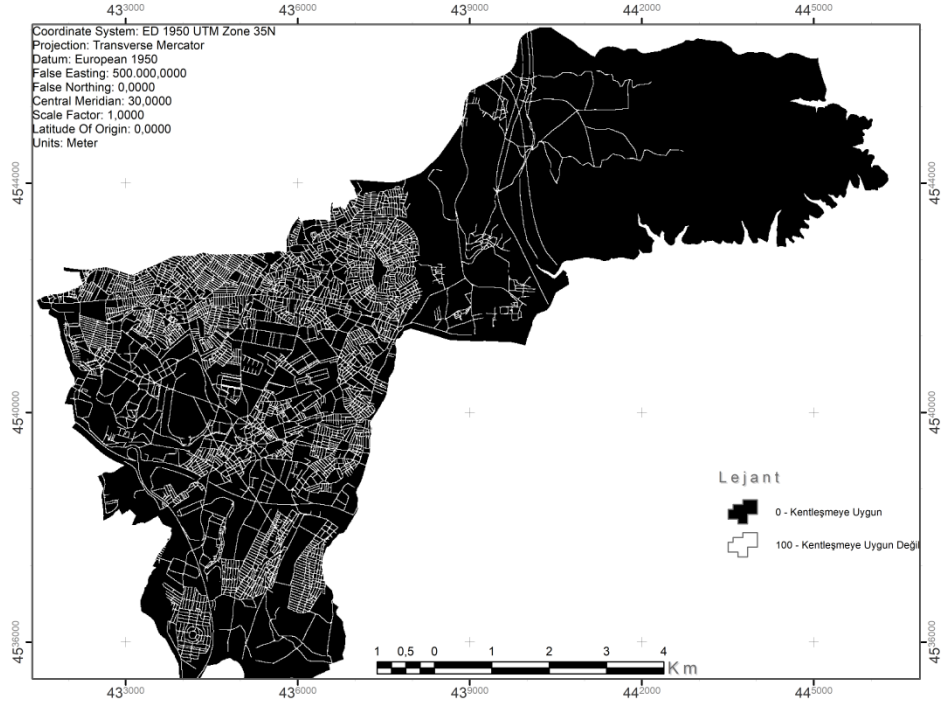 433000 436000 439000 442000 445000
Coordinate System: ED 1950 UTM Zone 35N
Projection: Transverse Mercator
Datum: European 1950
False Easting: 500.000,0000
False Northing: 0,0000
Central Meridian: 30,0000
Scale Factor: 1,0000
Latitude Of Origin: 0,0000
Units: Meter
4544000 4544000
4540000 4540000
Lejant
0 - Kentleşmeye Uygun
100 - Kentleşmeye Uygun Değil
4536000 4536000
1 0,5 0 1 2 3 4
Km
433000 436000 439000 442000 445000